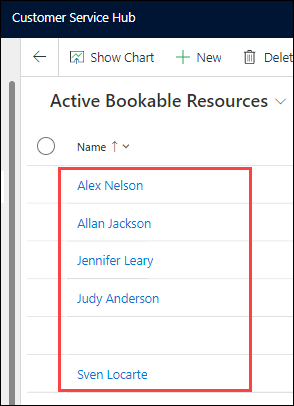 Customer Service Hub
Show Chart
New
Delet
Active Bookable Resources
Name
Alex Nelson
Allan Jackson
Jennifer Leary
Judy Anderson
Sven Locarte